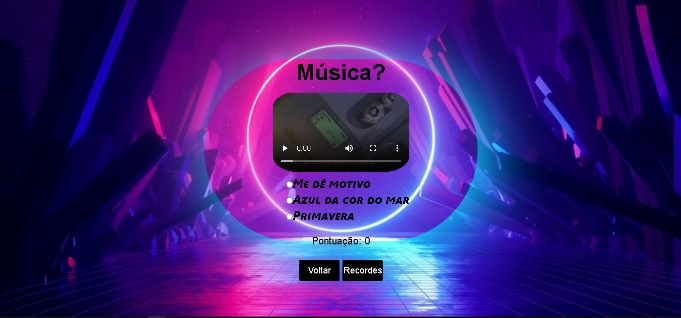 Música?
0:00
ME DÊ MOTIVO
AZUL DA COR DO MAR
PRIMAVERA
Pontuação: 0
Voltar
Recordes